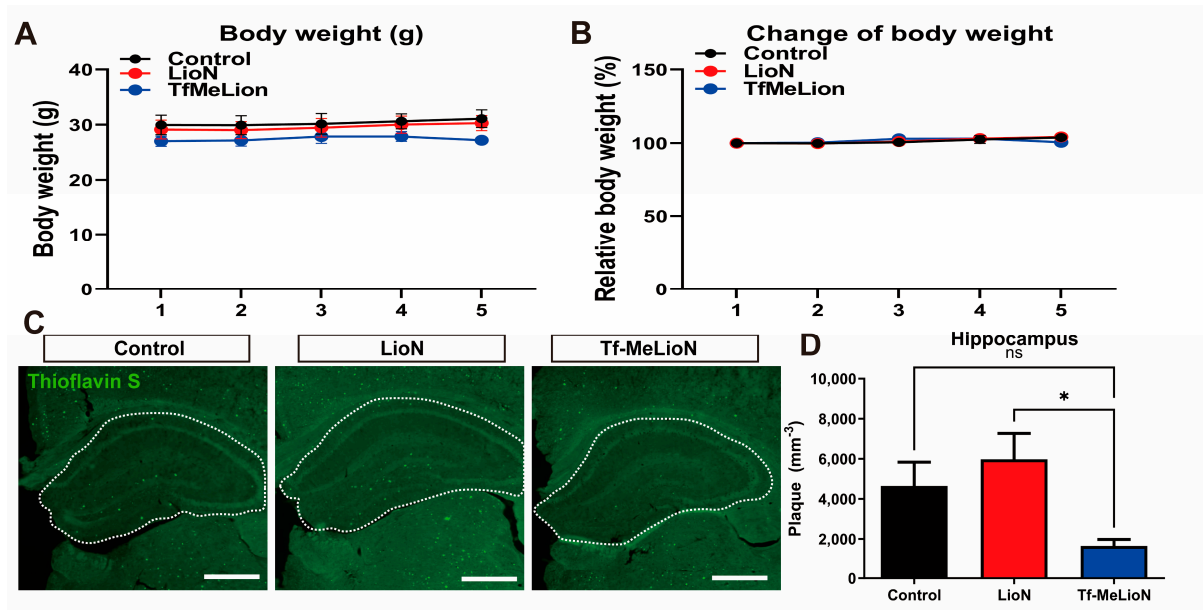 A
Body weight (g)
Control
LioN
TfMeLion
Body weight (g)
40
30
20
10
0
1 2 3 4 5
B
Change of body weight
Control
LioN
TfMeLion
Relative body weight (%)
150
100
50
0
1 2 3 4 5
C
Control
LioN
Tf-MeLioN
Thioflavin S
D
Hippocampus
ns
*
Plaque (mm-3)
10,000
8,000
6,000
4,000
2,000
0
Control LioN Tf-MeLioN